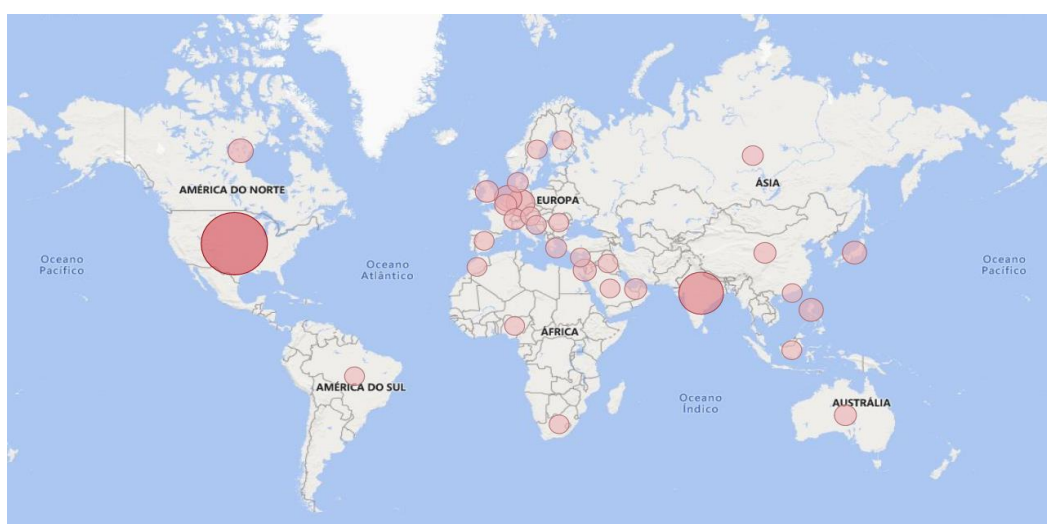 AMÉRICA DO NORTE
ÁSIA
EUROPA
Oceano
Pacífico
Oceano
Atlântico
Oceano
Pacífico
ÁFRICA
AMÉRICA DO SUL
Oceano
Índico
AUSTRÁLIA